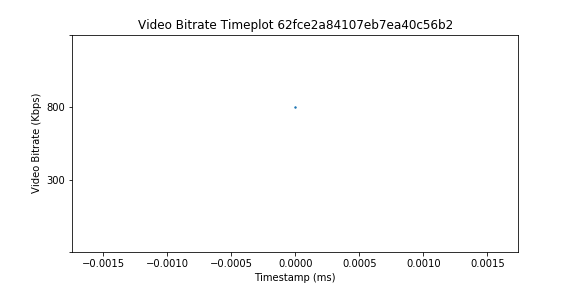 Video Bitrate Timeplot 62fce2a84107eb7ea40c56b2
Video Bitrate (Kbps)
800
300
−0.0015 −0.0010 −0.0005 0.0000 0.0005 0.0010 0.0015
Timestamp (ms)